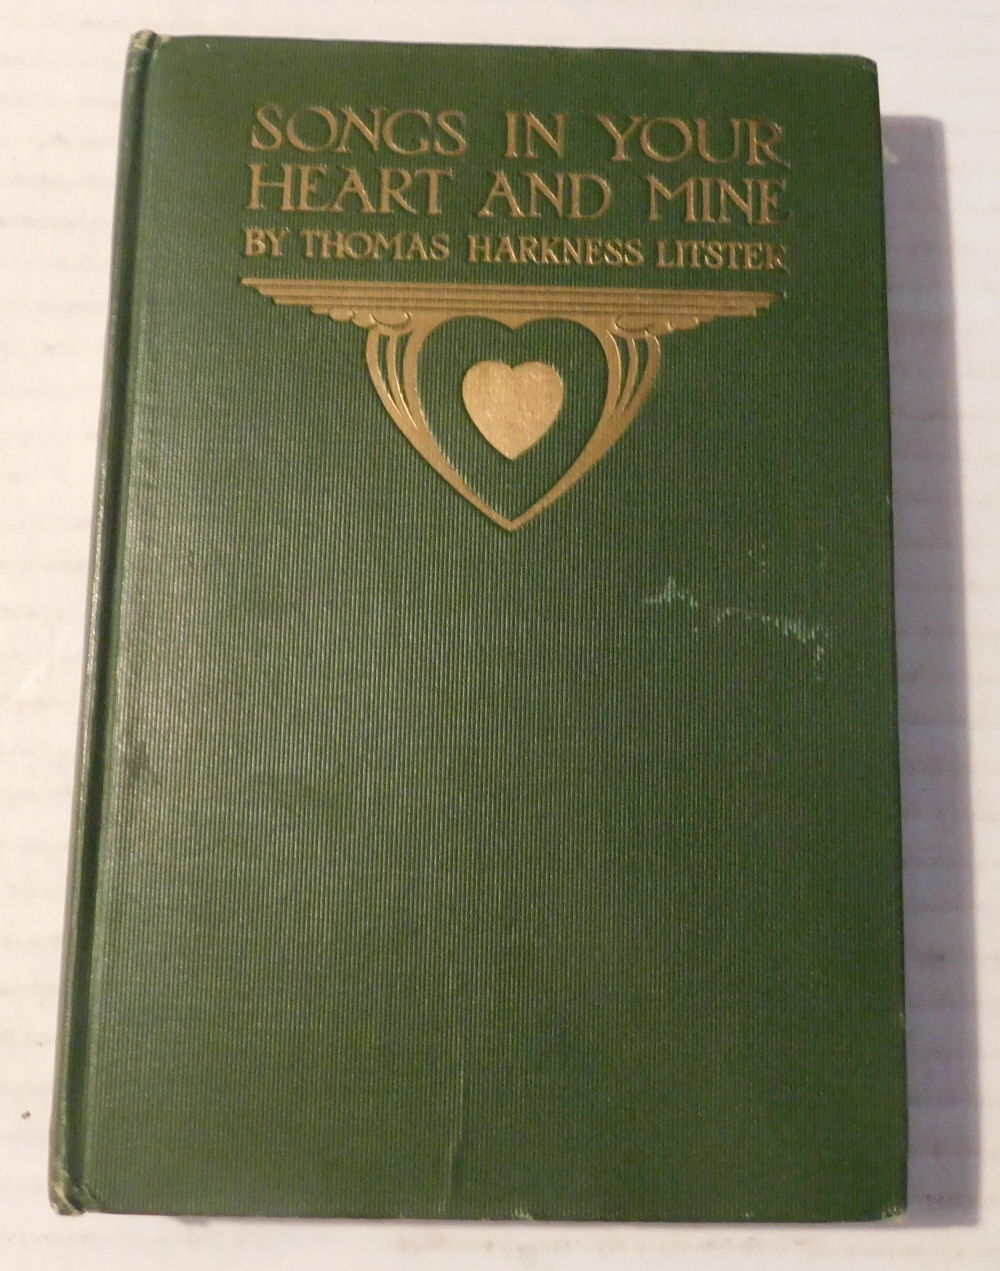 SONGS IN YOUR
HEART AND MINE
BY THOMAS HARKNESS LITSTER